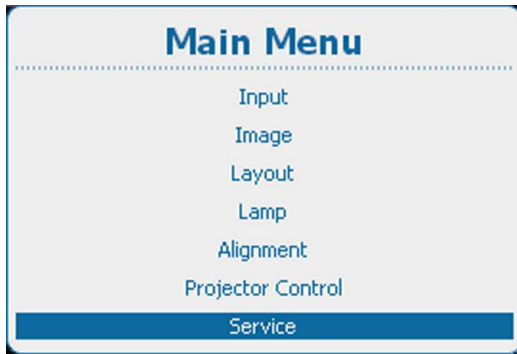 Main Menu
Input
Image
Layout
Lamp
Alignment
Projector Control
Service